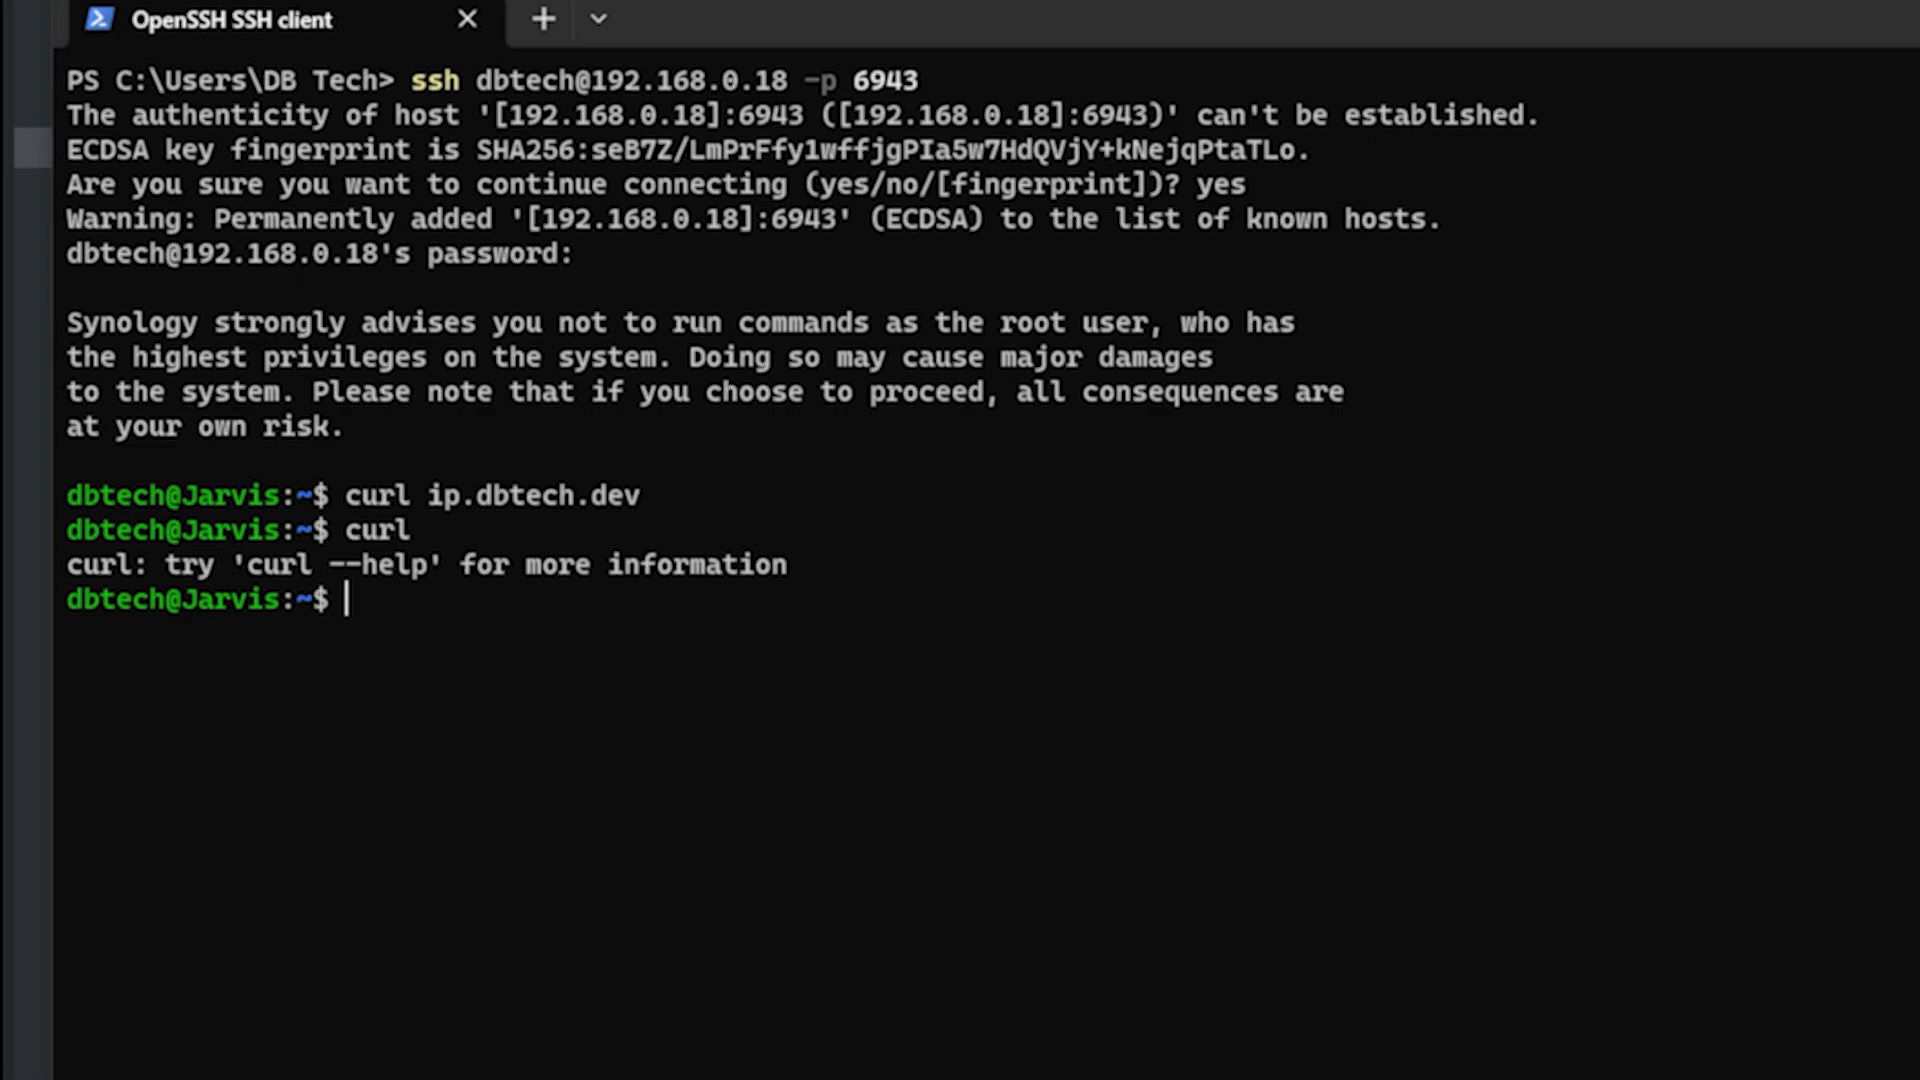 OpenSSH SSH client
PS C:\Users\DB Tech> ssh dbtech@192.168.0.18 -p 6943
The authenticity of host '[192.168.0.18]:6943 ([192.168.0.18]:6943)' can't be established.
ECDSA key fingerprint is SHA256:seB7Z/LmPrFfy1wffjgPIa5w7HdQVjY+kNejqPtaTLo.
Are you sure you want to continue connecting (yes/no/[fingerprint])? yes
Warning: Permanently added '[192.168.0.18]:6943' (ECDSA) to the list of known hosts.
dbtech@192.168.0.18's password:
Synology strongly advises you not to run commands as the root user, who has
the highest privileges on the system. Doing so may cause major damages
to the system. Please note that if you choose to proceed, all consequences are
at your own risk.
dbtech@Jarvis:~$ curl ip.dbtech.dev
dbtech@Jarvis:~$ curl
curl: try 'curl --help' for more information
dbtech@Jarvis:~$